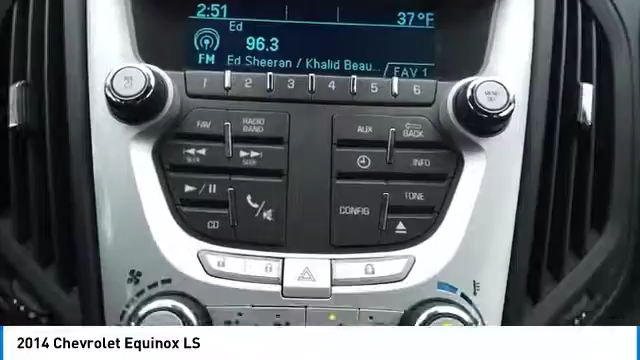 2:51
37°F
Ed
FM 96.3
Ed Sheeran / Khalid Beau...
FAV 1
1 2 3 4 5 6
MENU
FAV RADIO BAND
AUX BACK
SEEK SEEK
INFO
TONE
CD
CONFIG
2014 Chevrolet Equinox LS